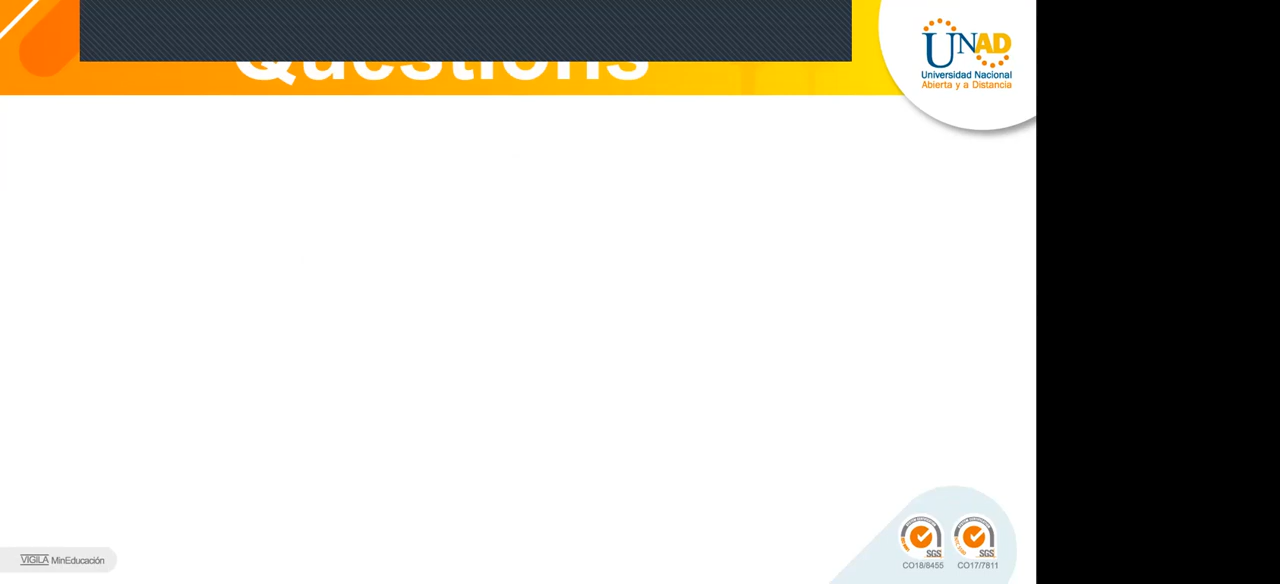 Questions
UNAD
Universidad Nacional
Abierta y a Distancia
SGS
SGS
CO18/8455
CO17/7811
VIGILA MinEducación